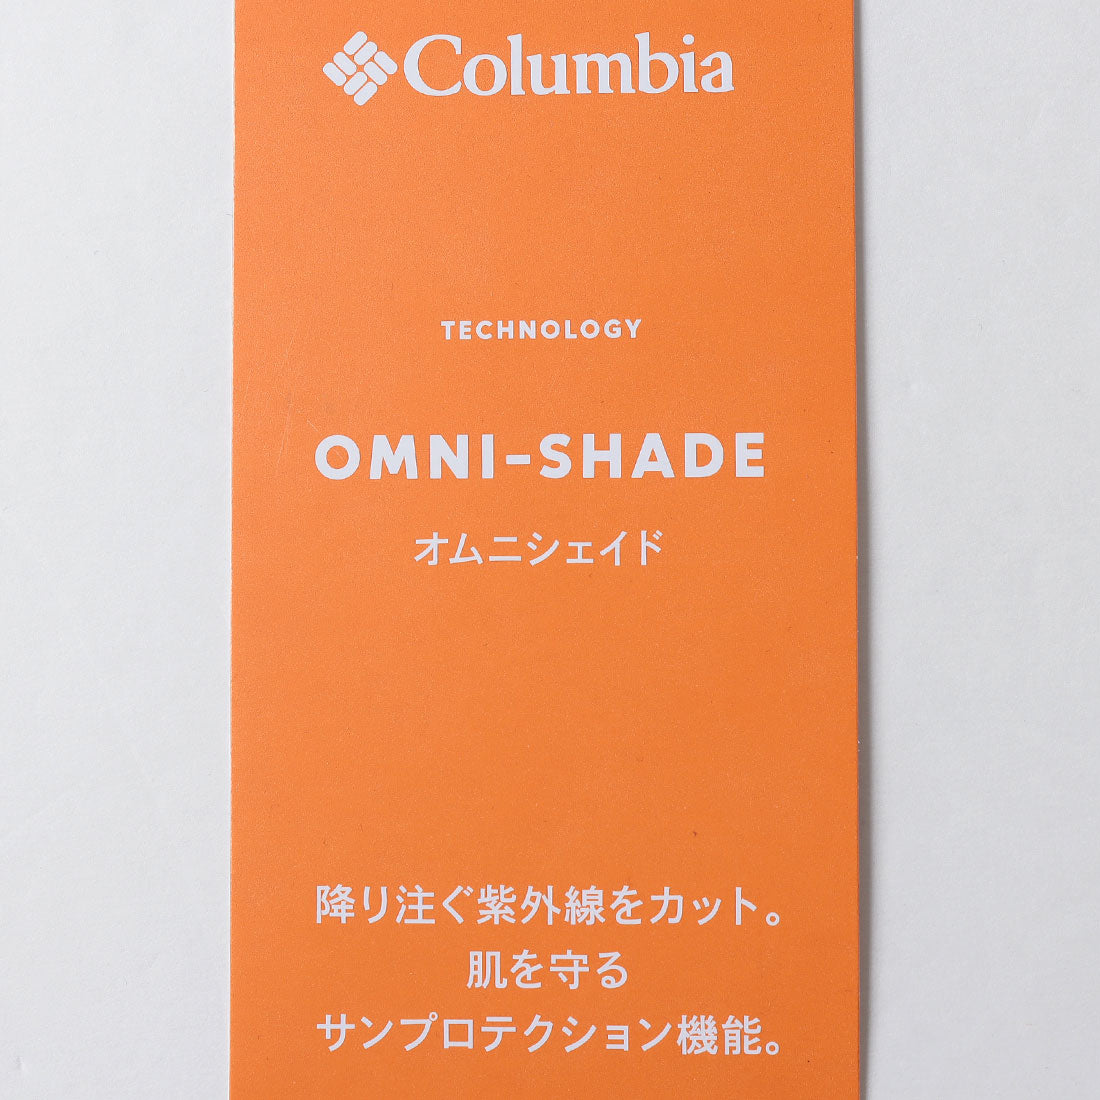 Columbia
TECHNOLOGY
OMNI-SHADE
オムニシェイド
降り注ぐ紫外線をカット。
肌を守る
サンプロテクション機能。